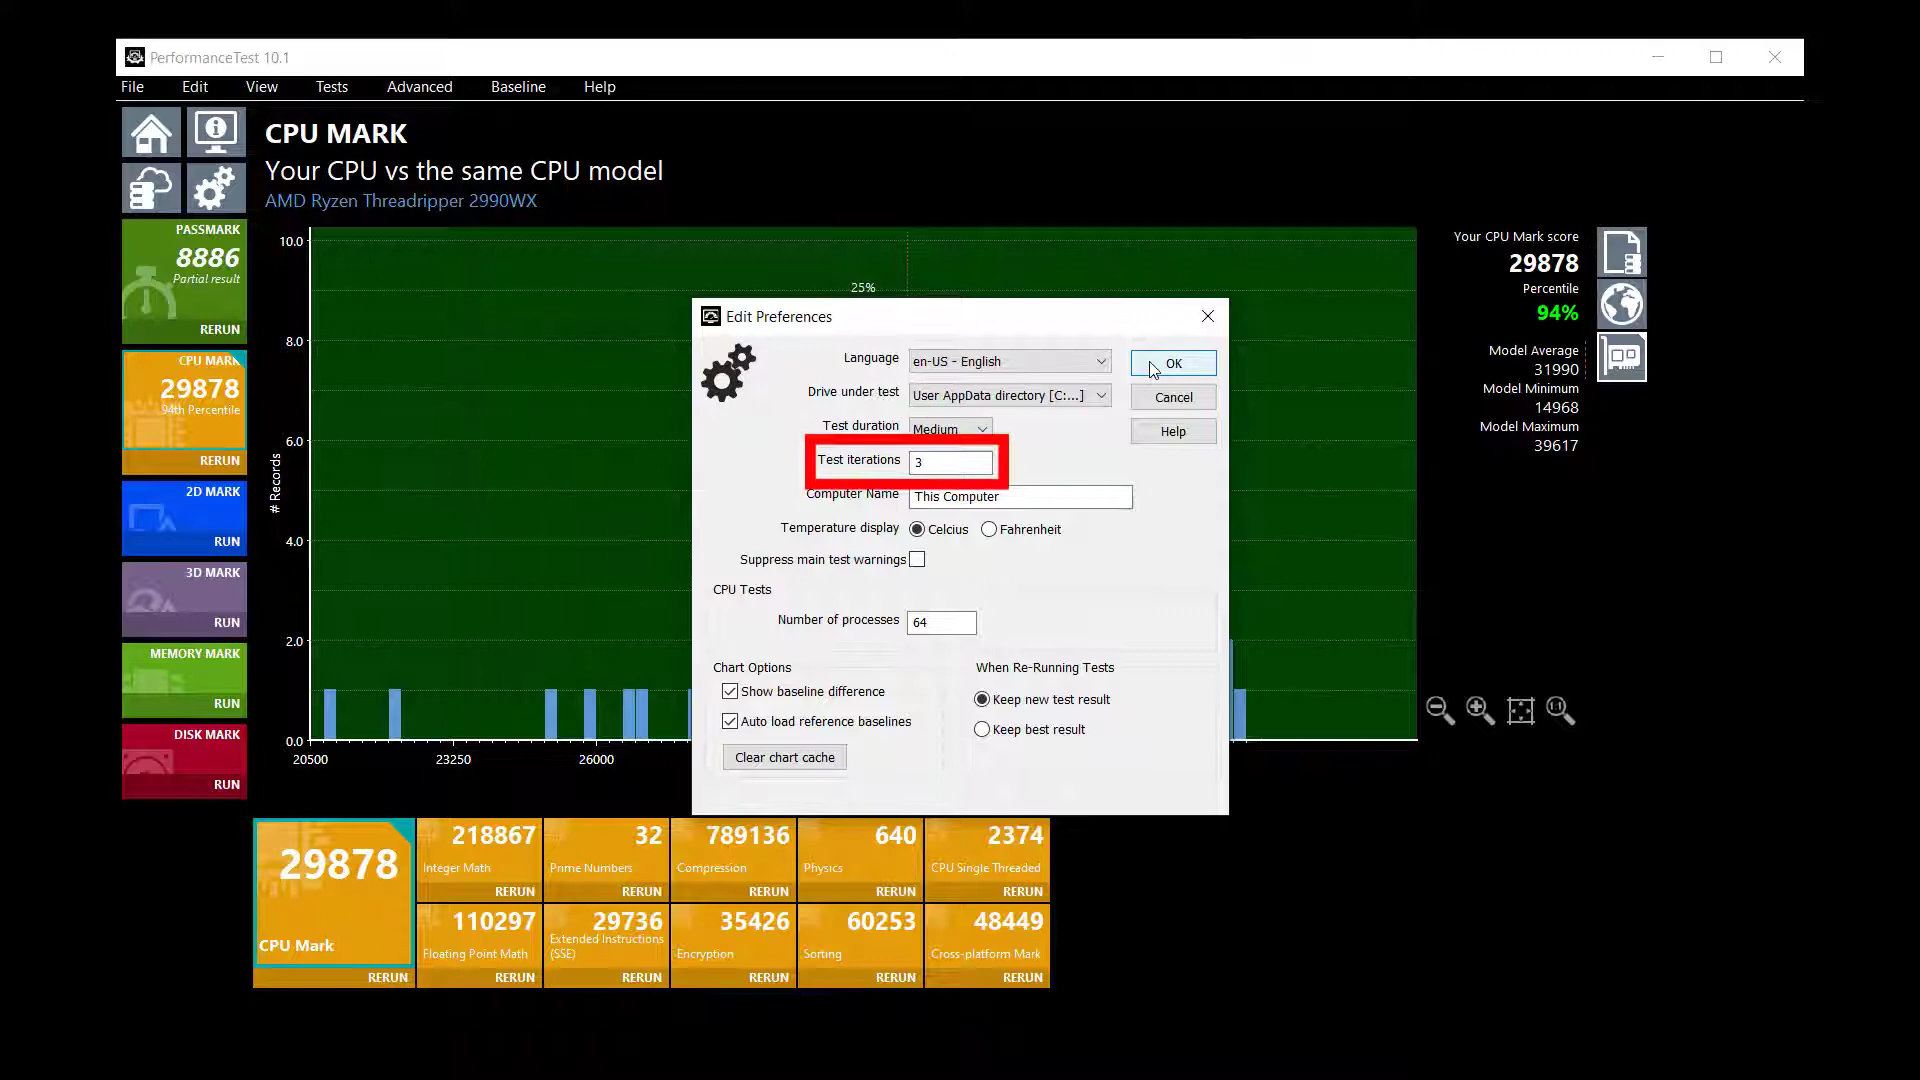 PerformanceTest 10.1
File Edit View Tests Advanced Baseline Help
CPU MARK
Your CPU vs the same CPU model
AMD Ryzen Threadripper 2990WX
PASSMARK
8886
Partial result
RERUN
CPU MARK
29878
94th Percentile
RERUN
2D MARK
RUN
3D MARK
RUN
MEMORY MARK
RUN
DISK MARK
RUN
# Records
10.0
8.0
6.0
4.0
2.0
0.0
20500 23250 26000
25%
Edit Preferences
Language en-US - English
OK
Drive under test User AppData directory [C:...]
Cancel
Test duration Medium
Help
Test iterations 3
Computer Name This Computer
Temperature display Celcius Fahrenheit
Suppress main test warnings
CPU Tests
Number of processes 64
Chart Options
Show baseline difference
Auto load reference baselines
Clear chart cache
When Re-Running Tests
Keep new test result
Keep best result
Your CPU Mark score
29878
Percentile
94%
Model Average
31990
Model Minimum
14968
Model Maximum
39617
1:1
29878
CPU Mark
RERUN
218867
Integer Math
RERUN
32
Prime Numbers
RERUN
789136
Compression
RERUN
640
Physics
RERUN
2374
CPU Single Threaded
RERUN
110297
Floating Point Math
RERUN
29736
Extended Instructions
(SSE)
RERUN
35426
Encryption
RERUN
60253
Sorting
RERUN
48449
Cross-platform Mark
RERUN